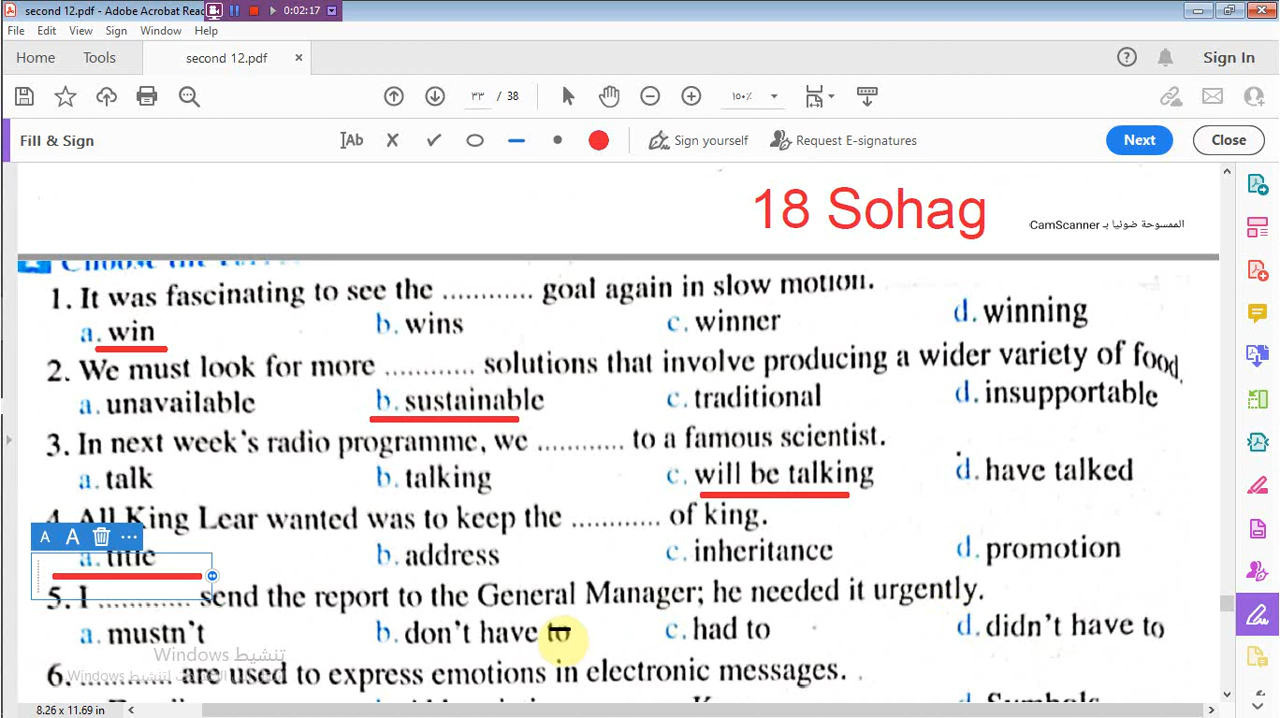 second 12.pdf - Adobe Acrobat Rea
0:02:17
File Edit View Sign Window Help
Home Tools second 12.pdf ×
Sign In
٣٣ / 38 ١٥٠٪
Fill & Sign Ab Sign yourself Request E-signatures Next Close
18 Sohag
الممسوحة ضوئيا بـ CamScanner
1. It was fascinating to see the ............ goal again in slow motion.
a. win b. wins c. winner d. winning
2. We must look for more ............ solutions that involve producing a wider variety of food.
a. unavailable b. sustainable c. traditional d. insupportable
3. In next week's radio programme, we ............ to a famous scientist.
a. talk b. talking c. will be talking d. have talked
4. All King Lear wanted was to keep the ............ of king.
A A
a. title b. address c. inheritance d. promotion
5. I ............ send the report to the General Manager; he needed it urgently.
a. mustn't b. don't have to c. had to d. didn't have to
تنشيط Windows
6. ............ are used to express emotions in electronic messages.
d. Symbols
8.26 x 11.69 in